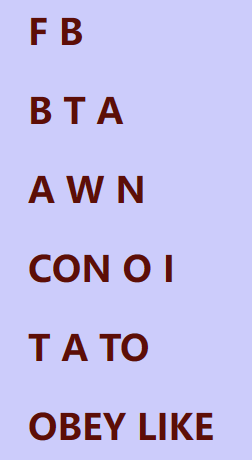 F B
B T A
A W N
CON O I
T A TO
OBEY LIKE